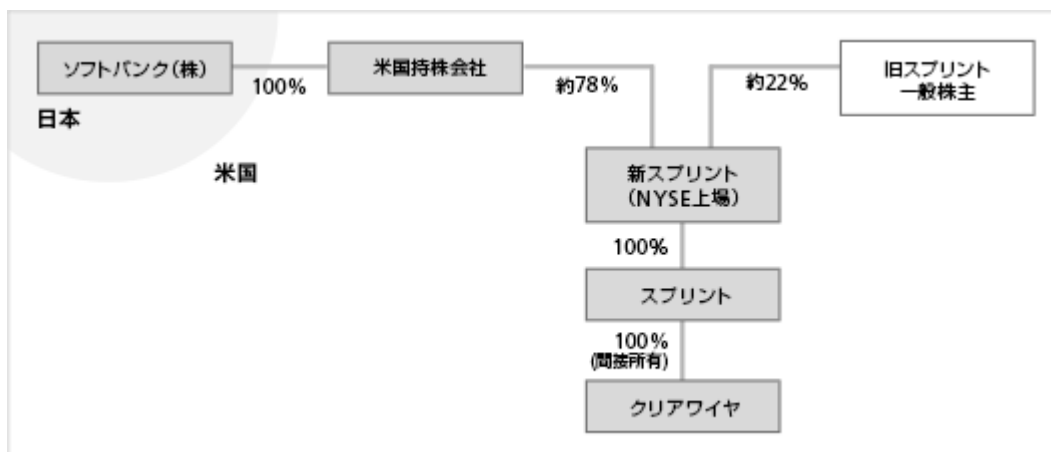 ソフトバンク(株)
100%
米国持株会社
約78%
約22%
旧スプリント
一般株主
日本
米国
新スプリント
(NYSE上場)
100%
スプリント
100%
(間接所有)
クリアワイヤ